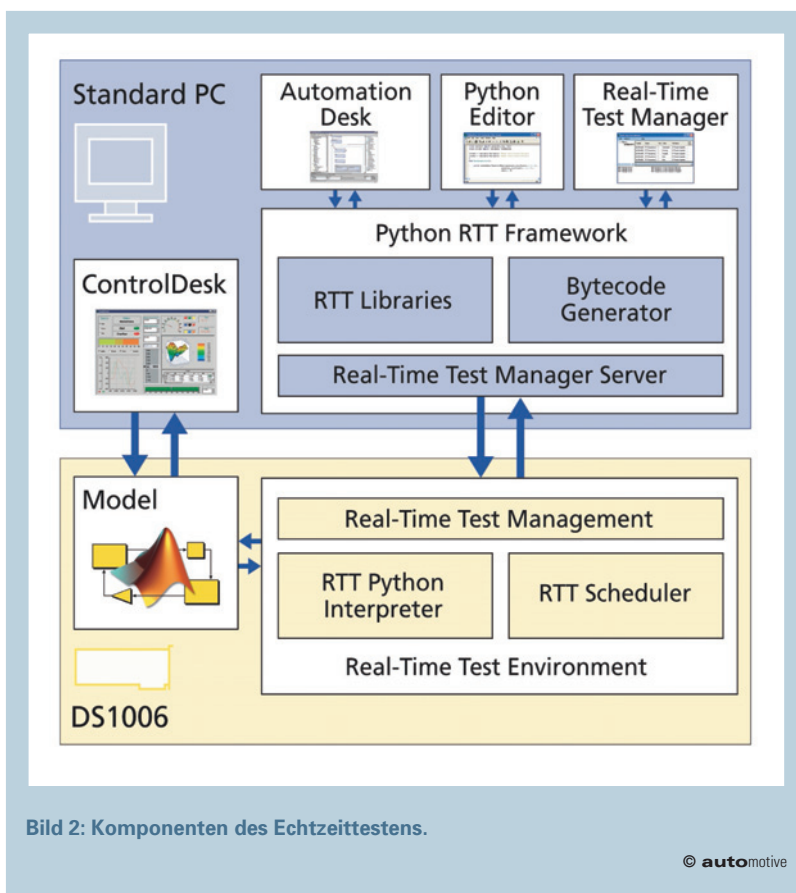 Standard PC
Automation
Desk
Python
Editor
Real-Time
Test Manager
Python RTT Framework
ControlDesk
RTT Libraries
Bytecode
Generator
Real-Time Test Manager Server
Model
Real-Time Test Management
RTT Python
Interpreter
RTT Scheduler
Real-Time Test Environment
DS1006
Bild 2: Komponenten des Echtzeittestens.
© automotive